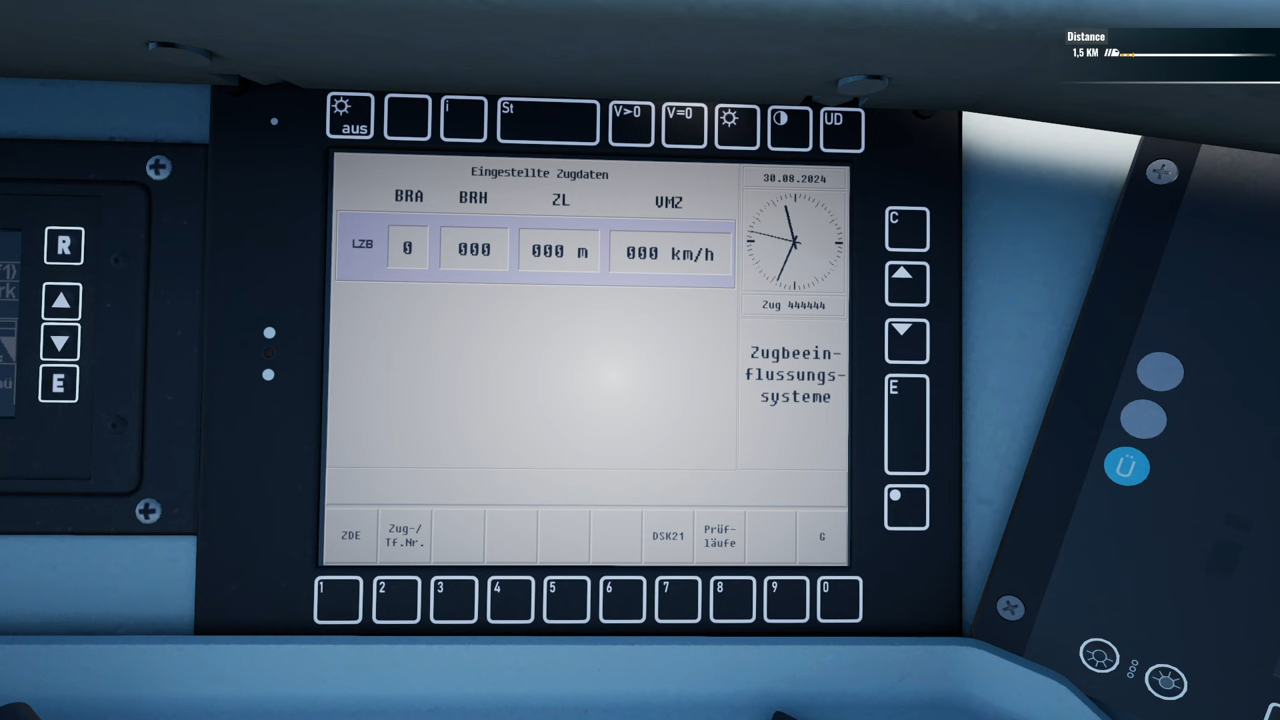 Distance
1,5 KM
aus
i
St
V>0
V=0
UD
Eingestellte Zugdaten
30.08.2024
BRA BRH ZL VMZ
LZB 0 000 000 m 000 km/h
Zug 444444
Zugbeein-
flussungs-
systeme
ZDE
Zug-/
Tf.Nr.
DSK21
Prüf-
läufe
G
1 2 3 4 5 6 7 8 9 0
R
E
C
E
Ü